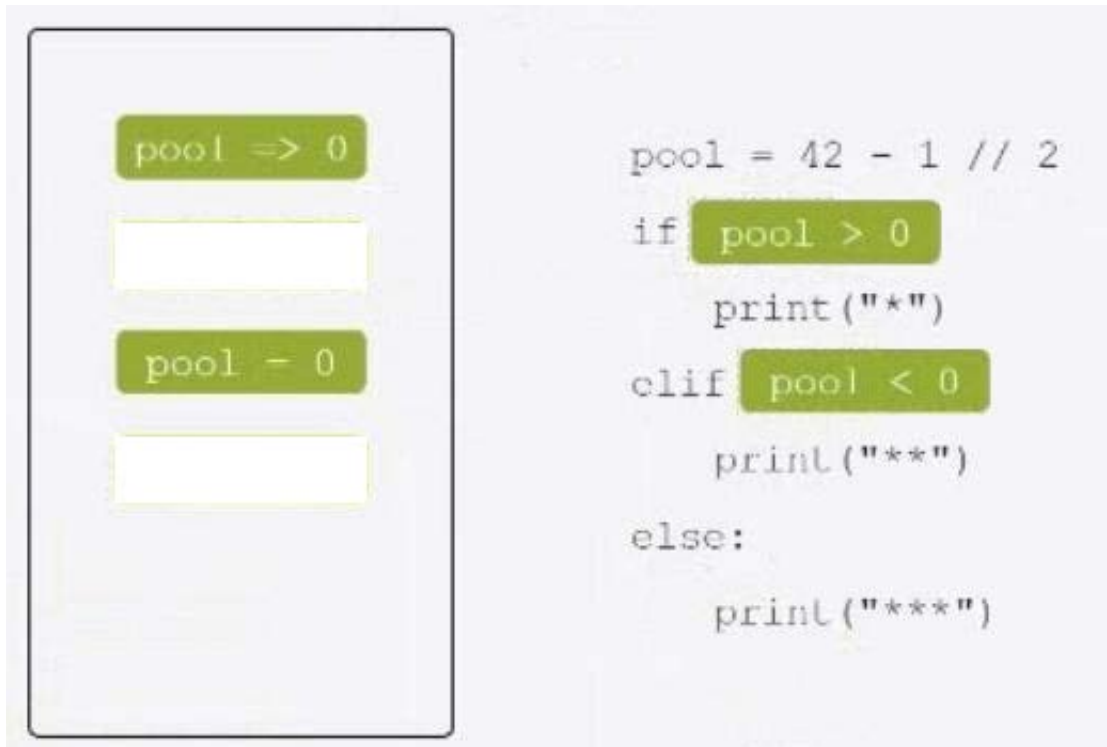 pool => 0
pool = 0
pool = 42 - 1 // 2
if pool > 0
print("*")
elif pool < 0
print("**")
else:
print("***")